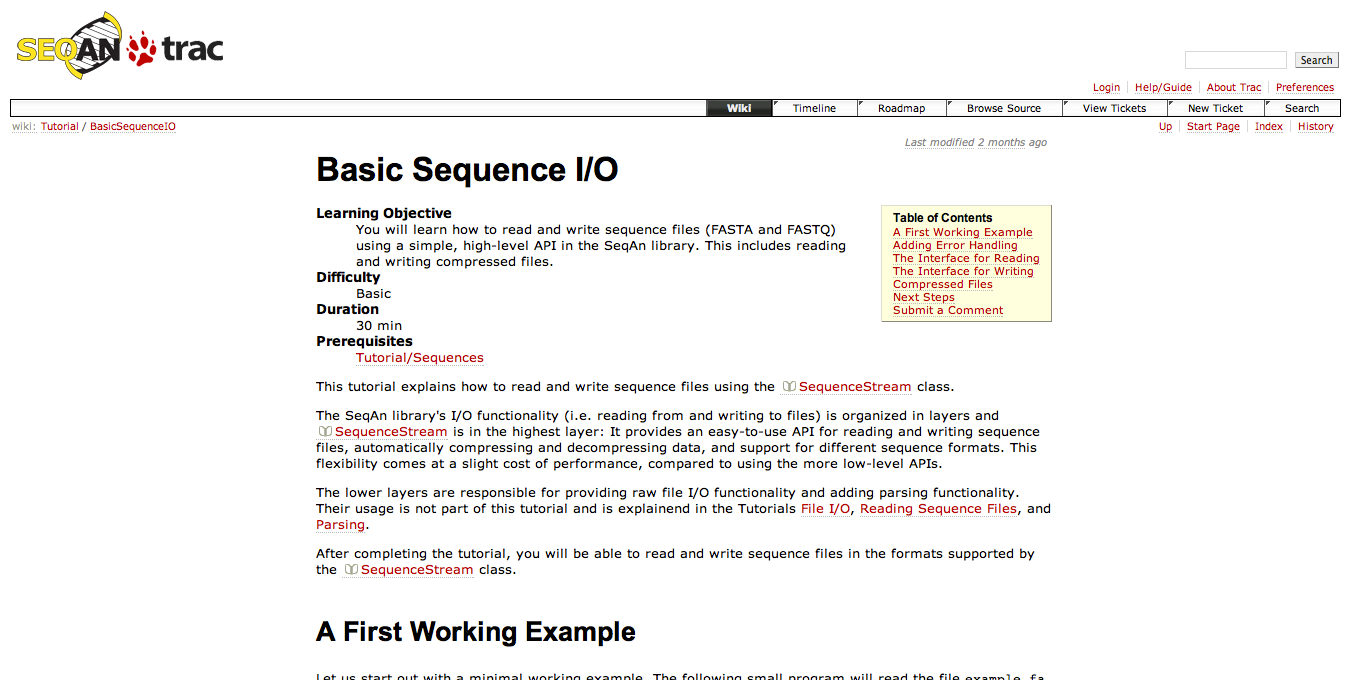 SEQAN trac
Search
Login Help/Guide About Trac Preferences
Wiki Timeline Roadmap Browse Source View Tickets New Ticket Search
wiki: Tutorial / BasicSequenceIO
Up Start Page Index History
Last modified 2 months ago
Basic Sequence I/O
Learning Objective
You will learn how to read and write sequence files (FASTA and FASTQ)
using a simple, high-level API in the SeqAn library. This includes reading
and writing compressed files.
Difficulty
Basic
Duration
30 min
Prerequisites
Tutorial/Sequences
Table of Contents
A First Working Example
Adding Error Handling
The Interface for Reading
The Interface for Writing
Compressed Files
Next Steps
Submit a Comment
This tutorial explains how to read and write sequence files using the SequenceStream class.
The SeqAn library's I/O functionality (i.e. reading from and writing to files) is organized in layers and
SequenceStream is in the highest layer: It provides an easy-to-use API for reading and writing sequence
files, automatically compressing and decompressing data, and support for different sequence formats. This
flexibility comes at a slight cost of performance, compared to using the more low-level APIs.
The lower layers are responsible for providing raw file I/O functionality and adding parsing functionality.
Their usage is not part of this tutorial and is explainend in the Tutorials File I/O, Reading Sequence Files, and
Parsing.
After completing the tutorial, you will be able to read and write sequence files in the formats supported by
the SequenceStream class.
A First Working Example
Let us start out with a minimal working example. The following small program will read the file example.fa